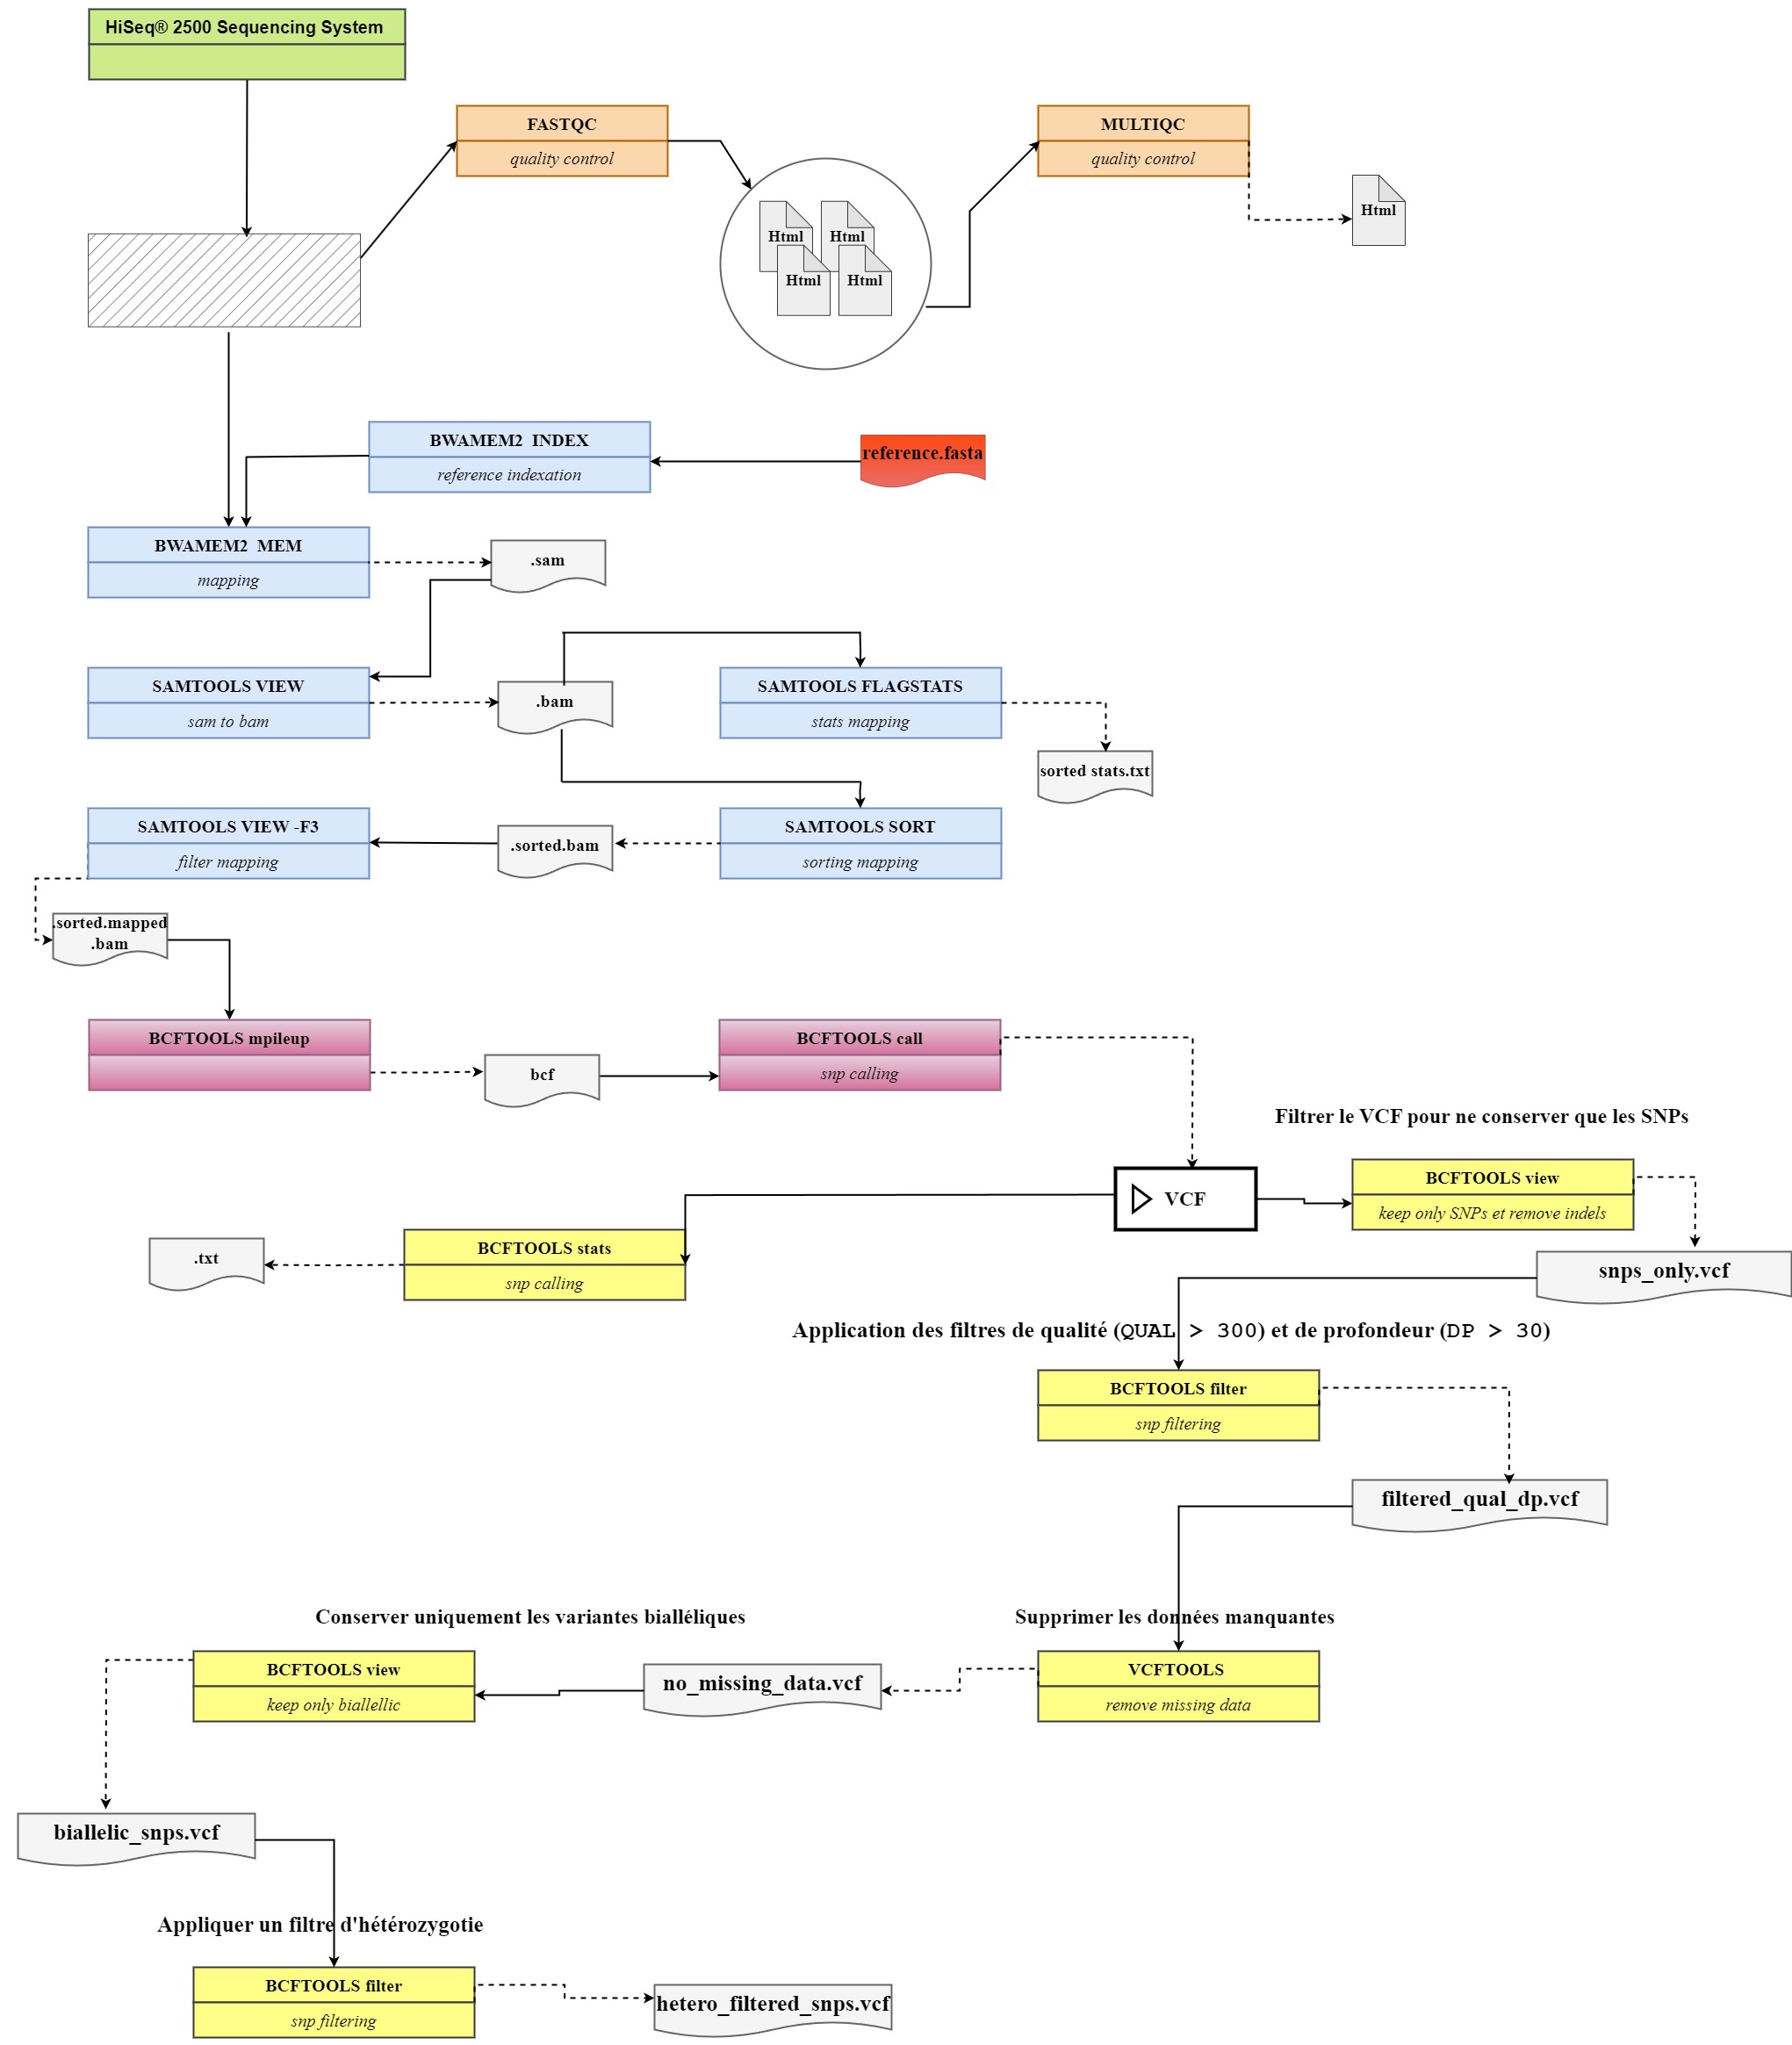 HiSeq® 2500 Sequencing System
FASTQC
quality control
MULTIQC
quality control
Html
Html
Html
Html
Html
BWAMEM2 INDEX
reference indexation
reference.fasta
BWAMEM2 MEM
mapping
.sam
SAMTOOLS VIEW
sam to bam
.bam
SAMTOOLS FLAGSTATS
stats mapping
sorted stats.txt
SAMTOOLS VIEW -F3
filter mapping
.sorted.bam
SAMTOOLS SORT
sorting mapping
.sorted.mapped
.bam
BCFTOOLS mpileup
bcf
BCFTOOLS call
snp calling
Filtrer le VCF pour ne conserver que les SNPs
VCF
BCFTOOLS view
keep only SNPs et remove indels
BCFTOOLS stats
snp calling
.txt
snps_only.vcf
Application des filtres de qualité (QUAL > 300) et de profondeur (DP > 30)
BCFTOOLS filter
snp filtering
filtered_qual_dp.vcf
Conserver uniquement les variantes bialléliques
Supprimer les données manquantes
BCFTOOLS view
keep only biallellic
no_missing_data.vcf
VCFTOOLS
remove missing data
biallelic_snps.vcf
Appliquer un filtre d'hétérozygotie
BCFTOOLS filter
snp filtering
hetero_filtered_snps.vcf